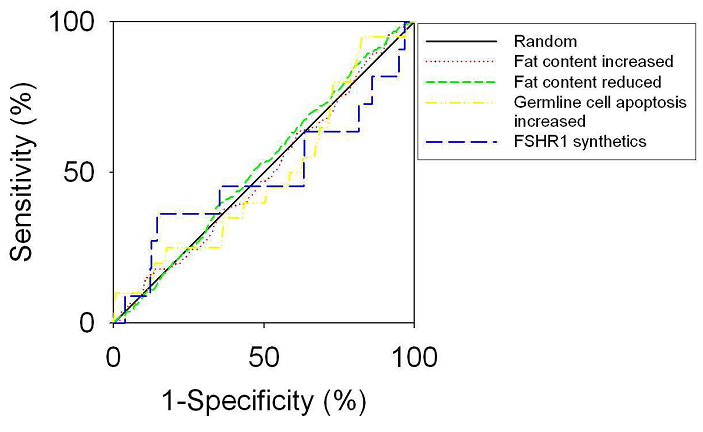 100
50
0
0
50
100
Sensitivity (%)
1-Specificity (%)
Random
Fat content increased
Fat content reduced
Germline cell apoptosis
increased
FSHR1 synthetics